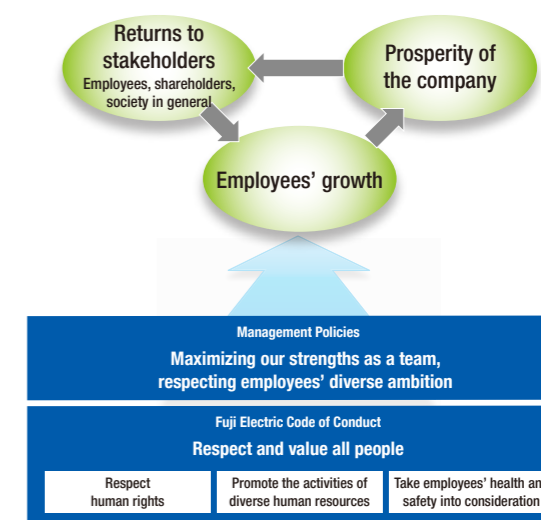 Returns to
stakeholders
Employees, shareholders,
society in general
Prosperity of
the company
Employees' growth
Management Policies
Maximizing our strengths as a team,
respecting employees' diverse ambition
Fuji Electric Code of Conduct
Respect and value all people
Respect
human rights
Promote the activities of
diverse human resources
Take employees' health an
safety into consideration